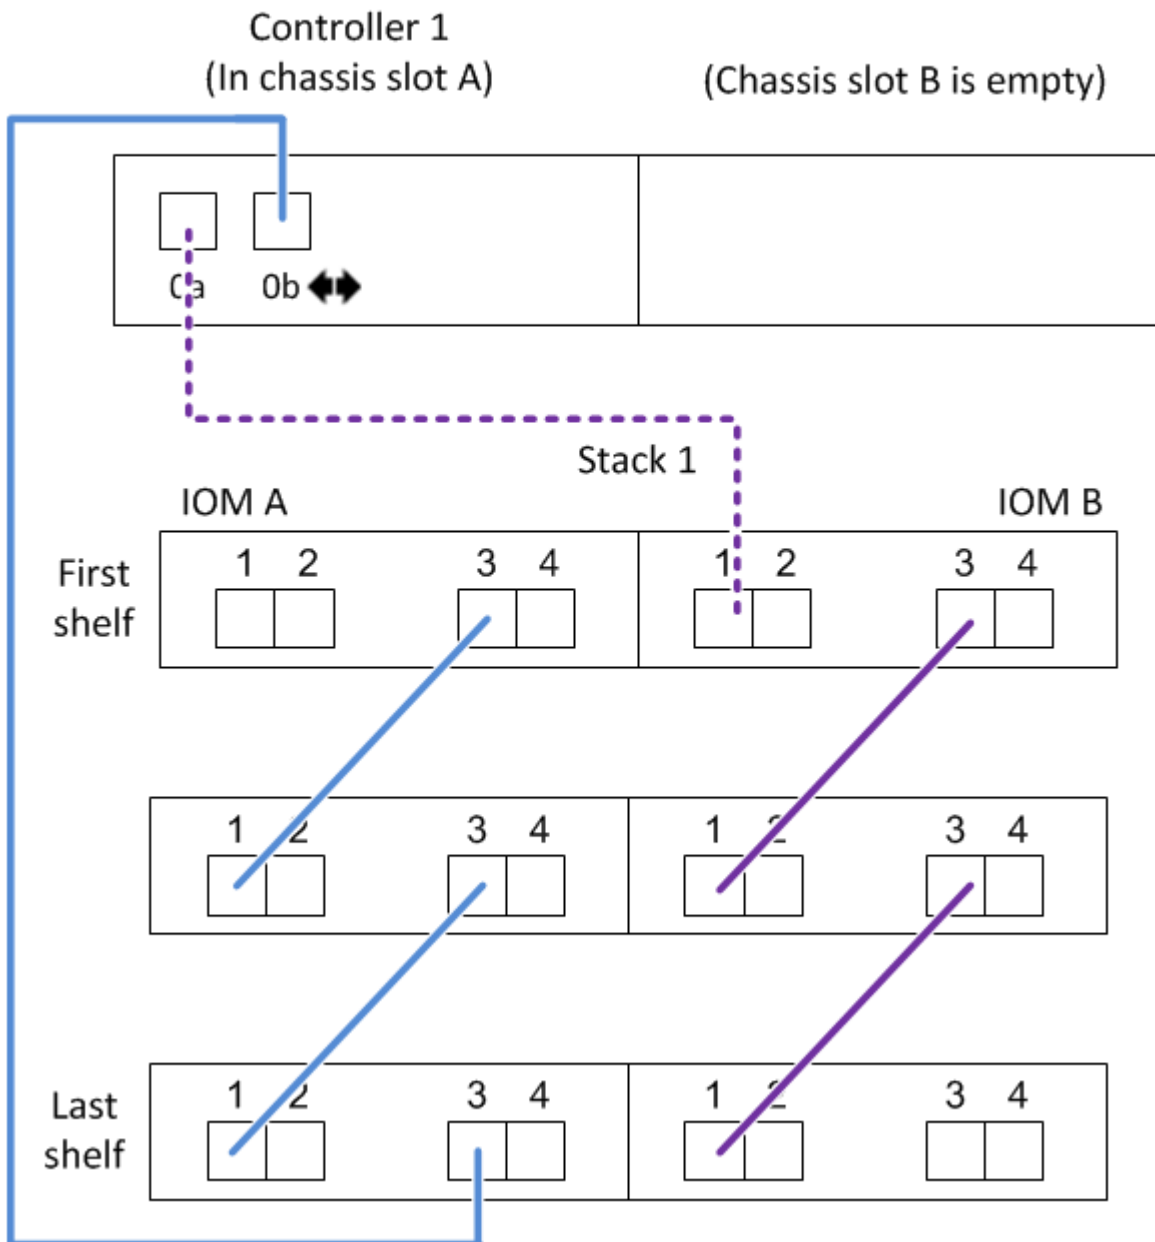 Controller 1
(In chassis slot A)
(Chassis slot B is empty)
0a 0b
Stack 1
IOM A IOM B
First
shelf
1 2 3 4 1 2 3 4
1 2 3 4 1 2 3 4
Last
shelf
1 2 3 4 1 2 3 4